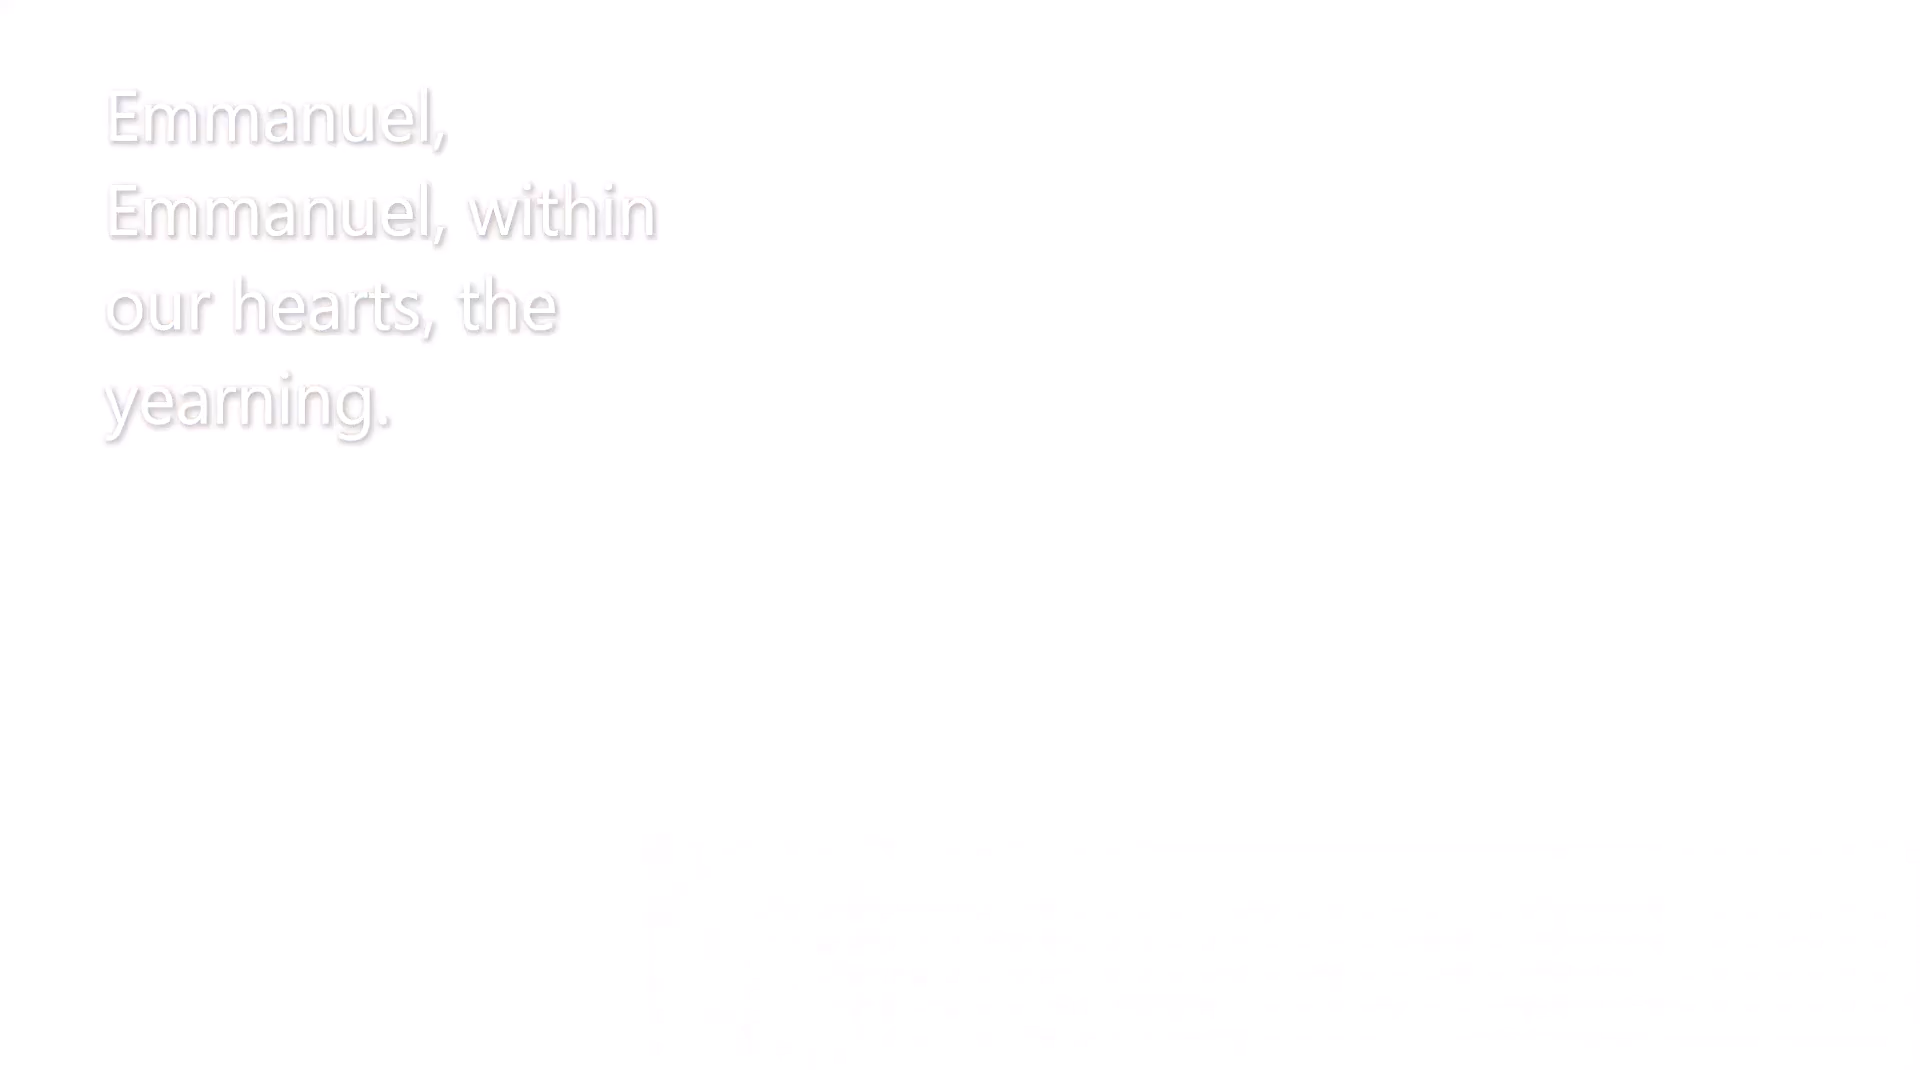 Emmanuel,
Emmanuel, within
our hearts, the
yearning.